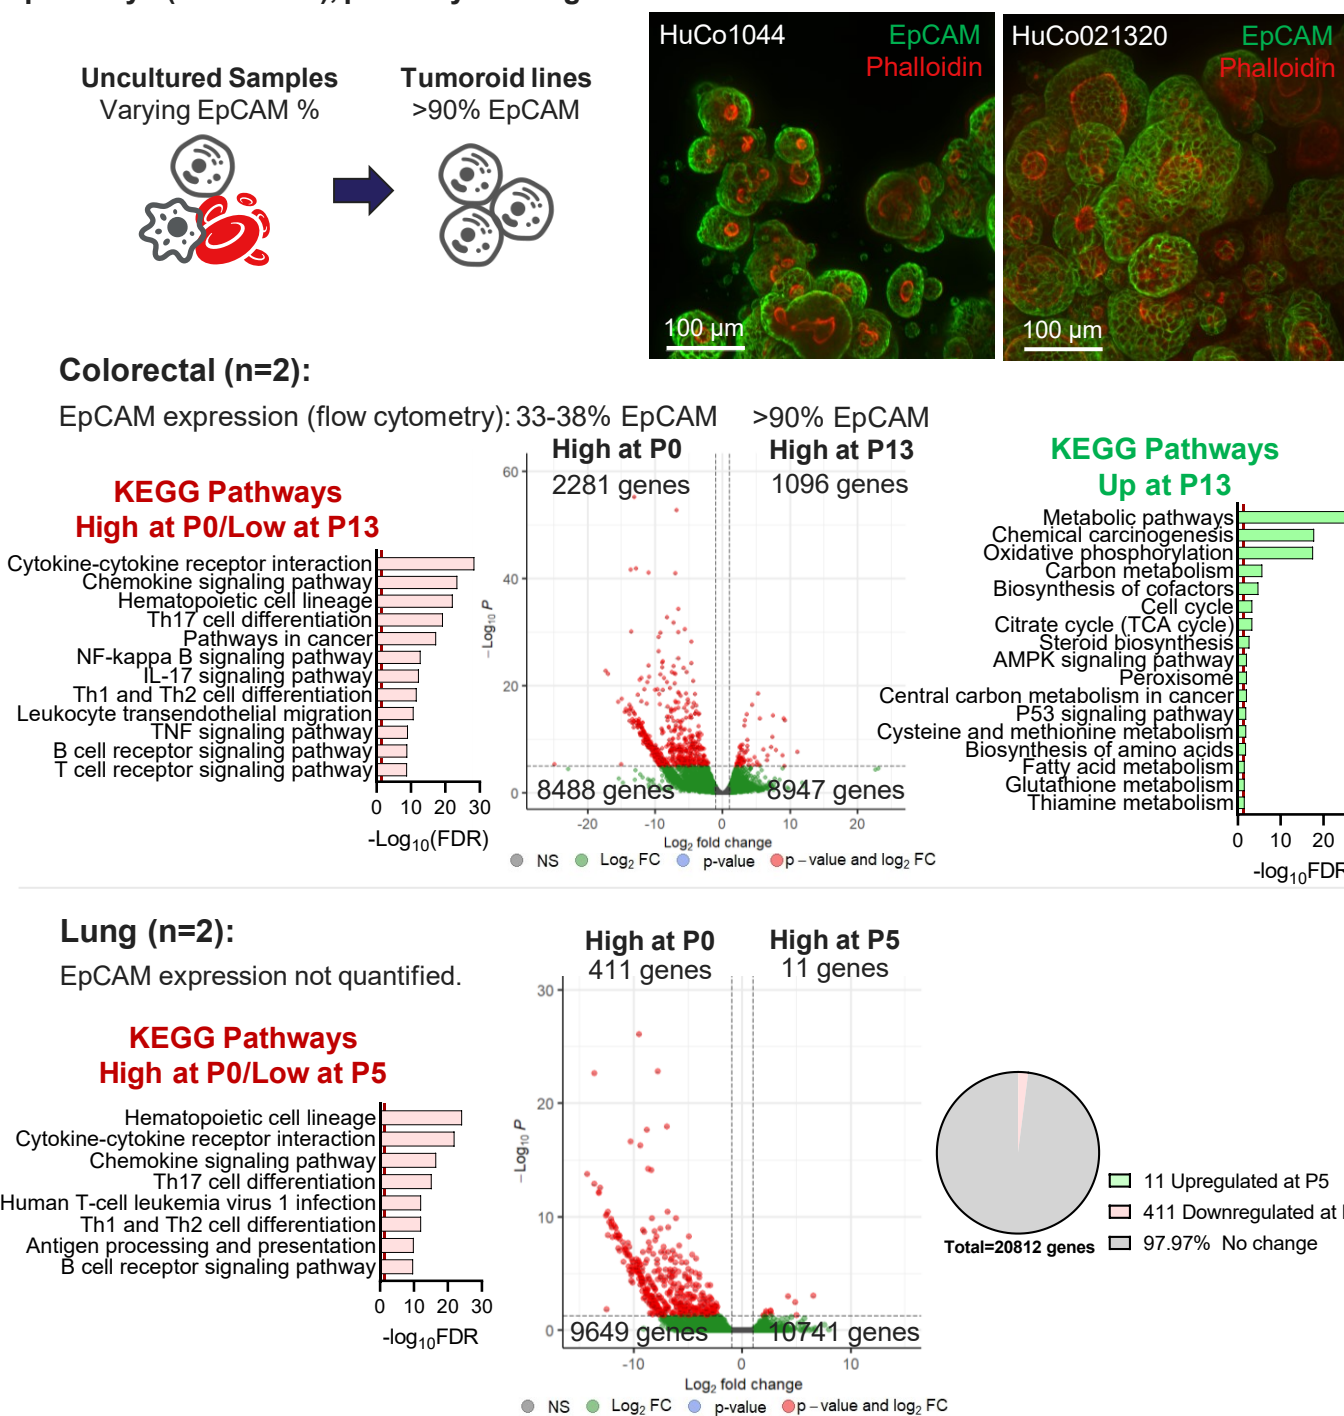 Uncultured Samples
Varying EpCAM %
Tumoroid lines
>90% EpCAM
HuCo1044
EpCAM
Phalloidin
100 µm
HuCo021320
EpCAM
Phalloidin
100 µm
Colorectal (n=2):
EpCAM expression (flow cytometry): 33-38% EpCAM >90% EpCAM
KEGG Pathways
High at P0/Low at P13
Cytokine-cytokine receptor interaction
Chemokine signaling pathway
Hematopoietic cell lineage
Th17 cell differentiation
Pathways in cancer
NF-kappa B signaling pathway
IL-17 signaling pathway
Th1 and Th2 cell differentiation
Leukocyte transendothelial migration
TNF signaling pathway
B cell receptor signaling pathway
T cell receptor signaling pathway
0 10 20 30
-Log10(FDR)
High at P0
2281 genes
High at P13
1096 genes
60
40
20
0
−Log10 P
8488 genes
8947 genes
-20 -10 0 10 20
Log2 fold change
NS Log2 FC p-value p – value and log2 FC
KEGG Pathways
Up at P13
Metabolic pathways
Chemical carcinogenesis
Oxidative phosphorylation
Carbon metabolism
Biosynthesis of cofactors
Cell cycle
Citrate cycle (TCA cycle)
Steroid biosynthesis
AMPK signaling pathway
Peroxisome
Central carbon metabolism in cancer
P53 signaling pathway
Cysteine and methionine metabolism
Biosynthesis of amino acids
Fatty acid metabolism
Glutathione metabolism
Thiamine metabolism
0 10 20
-log10FDR
Lung (n=2):
EpCAM expression not quantified.
KEGG Pathways
High at P0/Low at P5
Hematopoietic cell lineage
Cytokine-cytokine receptor interaction
Chemokine signaling pathway
Th17 cell differentiation
Human T-cell leukemia virus 1 infection
Th1 and Th2 cell differentiation
Antigen processing and presentation
B cell receptor signaling pathway
0 10 20 30
-log10FDR
High at P0
411 genes
High at P5
11 genes
30
20
10
0
−Log10 P
9649 genes
10741 genes
-10 0 10
Log2 fold change
NS Log2 FC p-value p – value and log2 FC
Total=20812 genes
11 Upregulated at P5
411 Downregulated at
97.97% No change